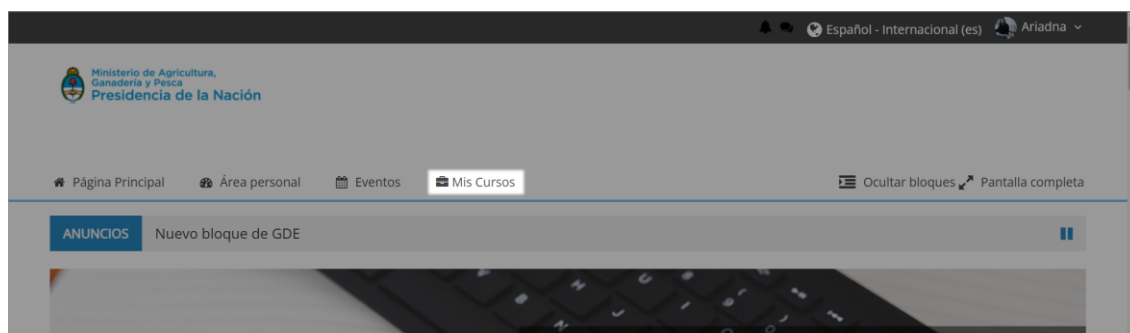 Español - Internacional (es) Ariadna
Ministerio de Agricultura,
Ganadería y Pesca
Presidencia de la Nación
Página Principal Área personal Eventos Mis Cursos Ocultar bloques Pantalla completa
ANUNCIOS Nuevo bloque de GDE